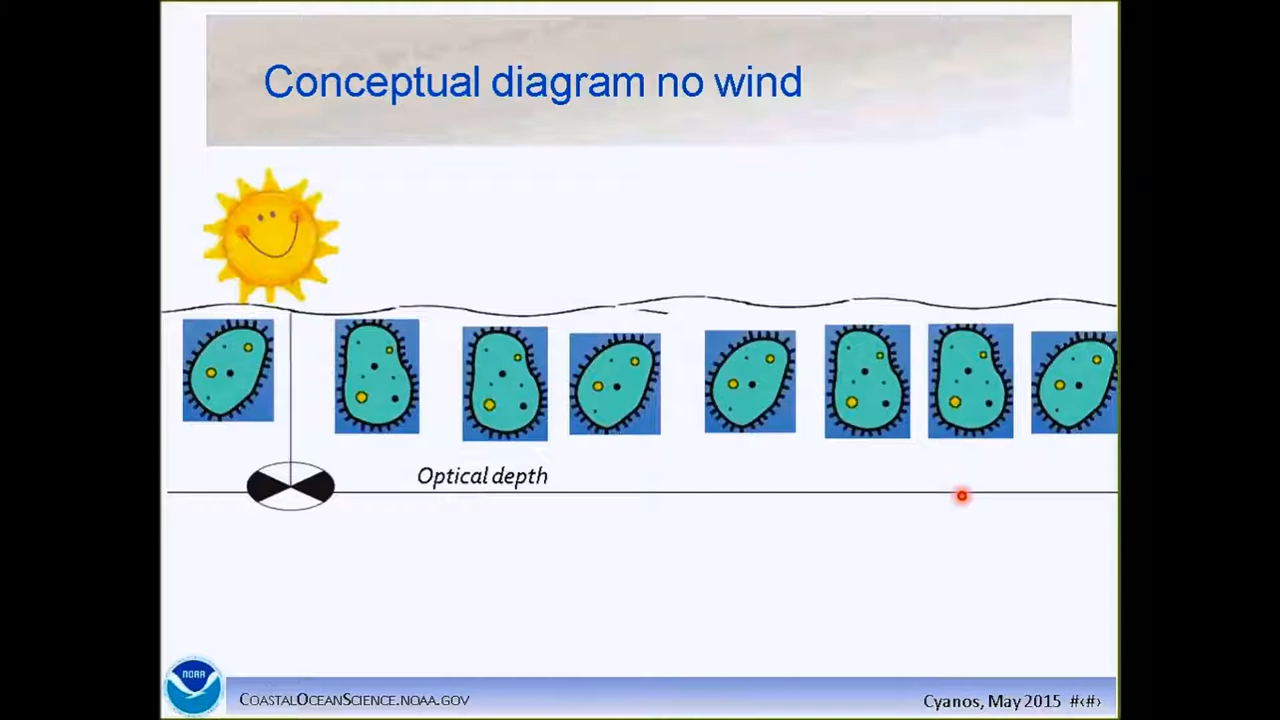 Conceptual diagram no wind
Optical depth
NOAA
COASTALOCEANSCIENCE.NOAA.GOV
Cyanos, May 2015 #‹#›